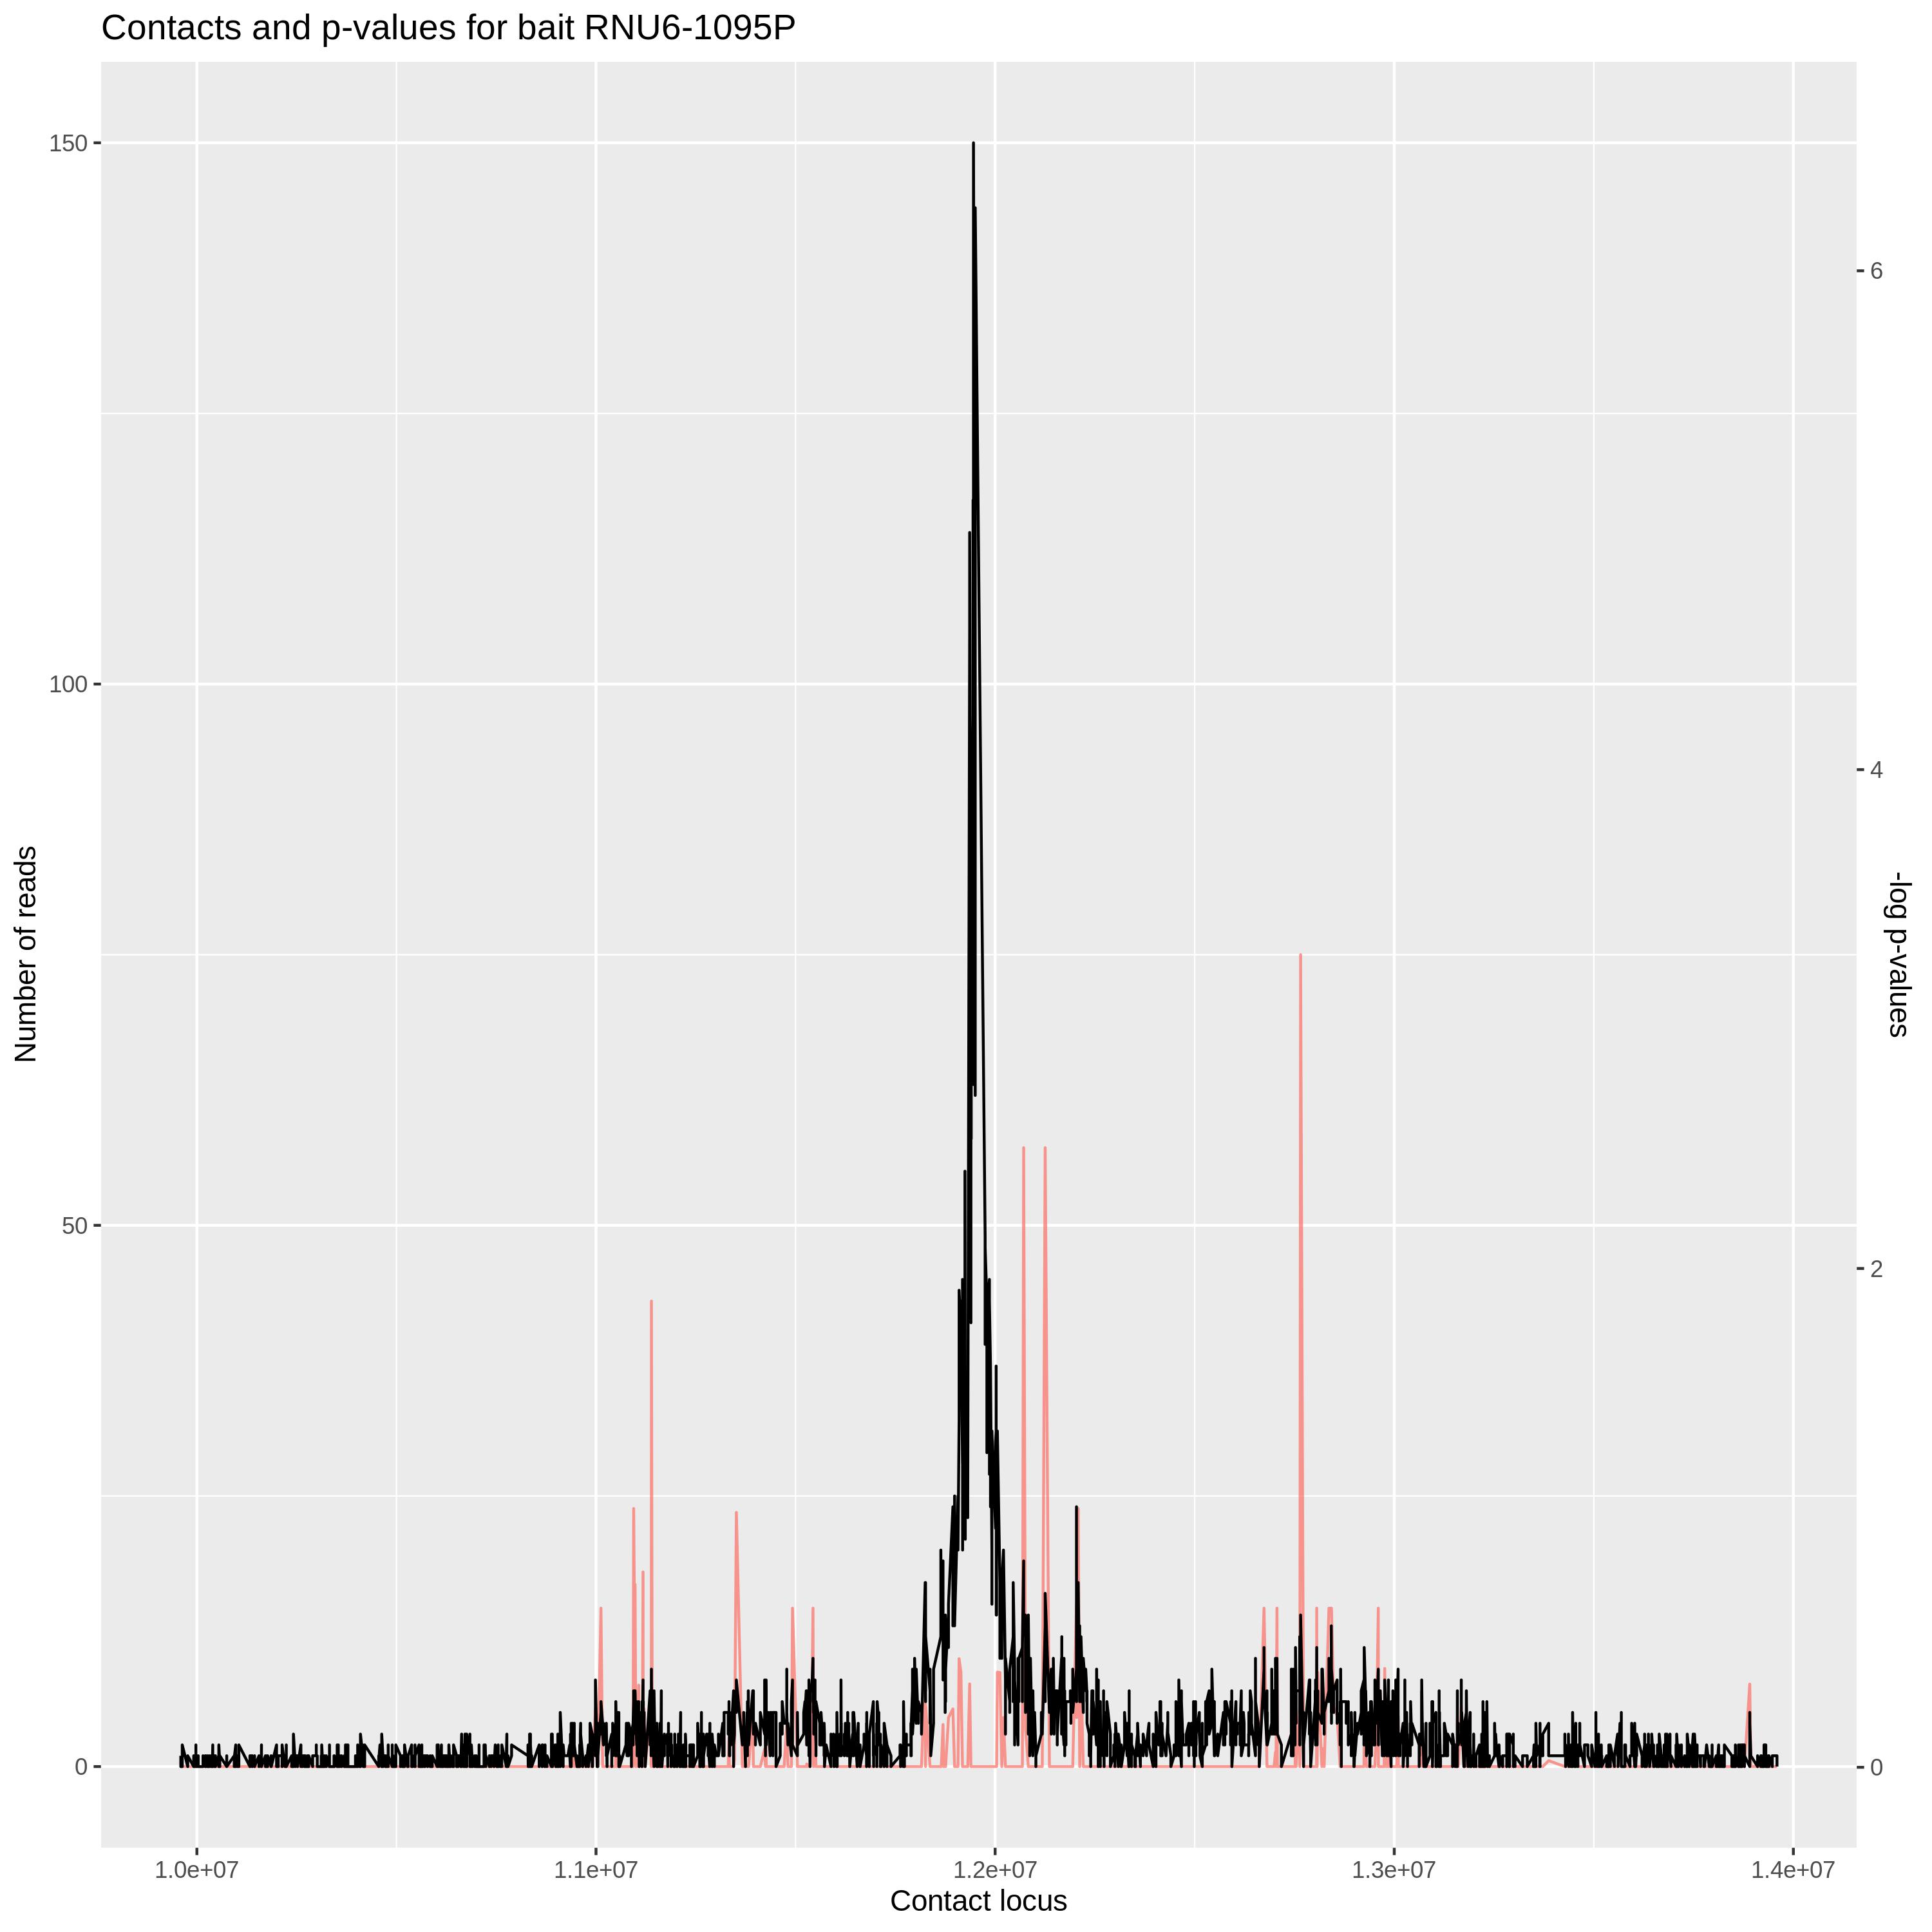 Contacts and p-values for bait RNU6-1095P
150
100
50
0
Number of reads
6
4
2
0
-log p-values
1.0e+07
1.1e+07
1.2e+07
1.3e+07
1.4e+07
Contact locus